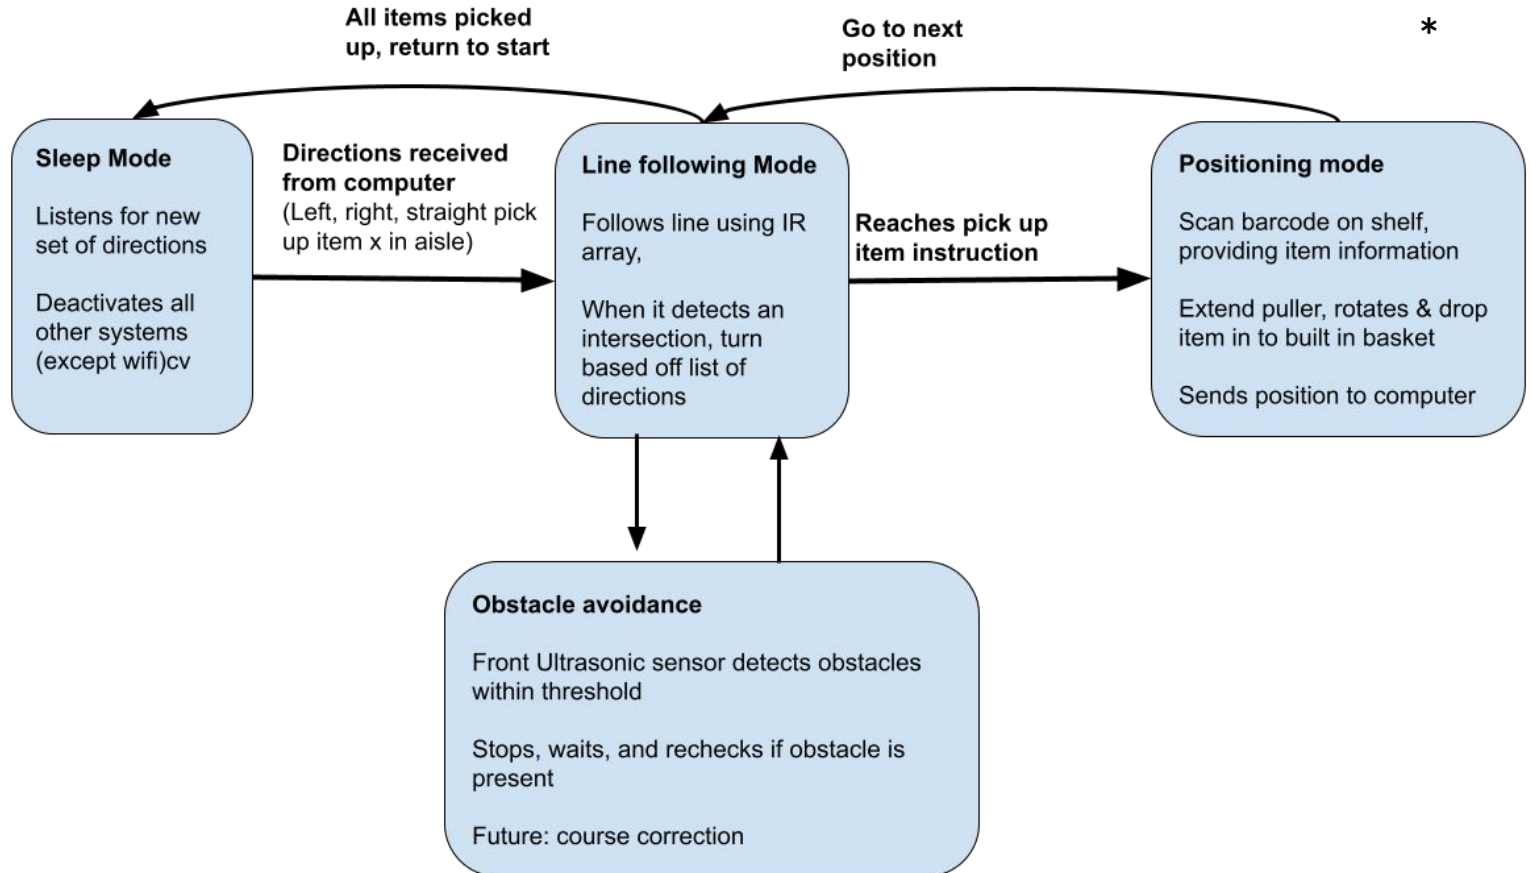 All items picked
up, return to start
Go to next
position
*
Sleep Mode
Listens for new
set of directions
Deactivates all
other systems
(except wifi)cv
Directions received
from computer
(Left, right, straight pick
up item x in aisle)
Line following Mode
Follows line using IR
array,
When it detects an
intersection, turn
based off list of
directions
Reaches pick up
item instruction
Positioning mode
Scan barcode on shelf,
providing item information
Extend puller, rotates & drop
item in to built in basket
Sends position to computer
Obstacle avoidance
Front Ultrasonic sensor detects obstacles
within threshold
Stops, waits, and rechecks if obstacle is
present
Future: course correction